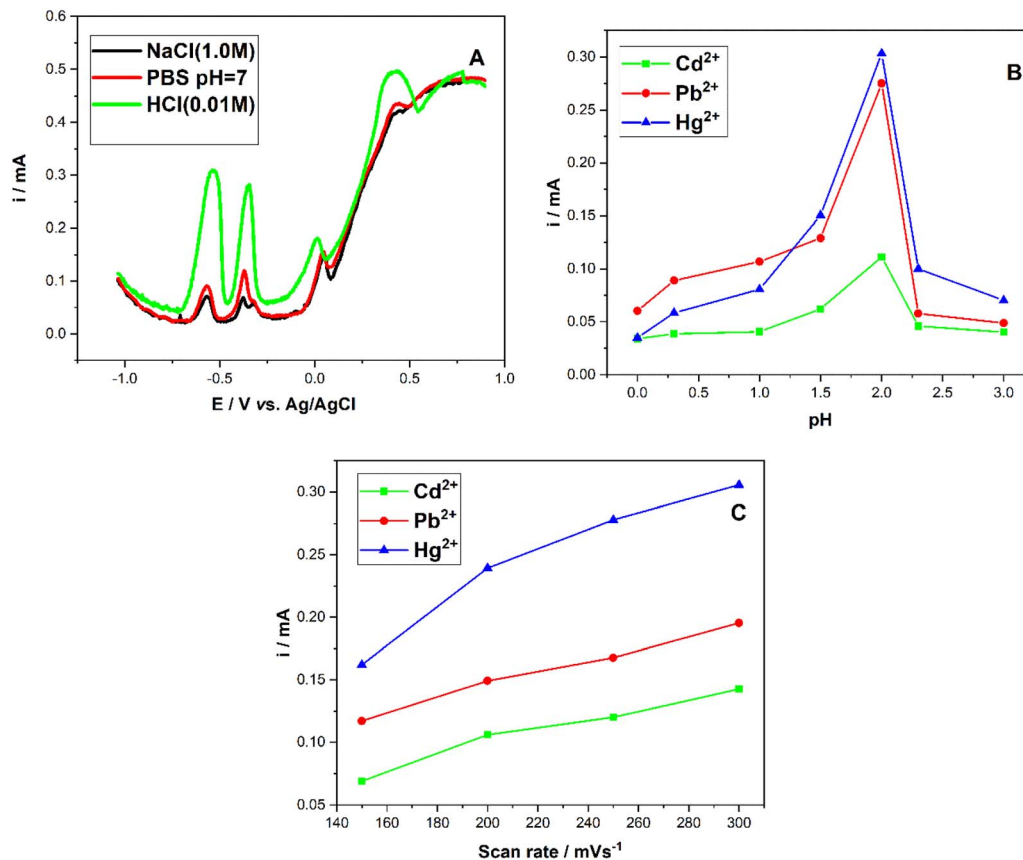 A
NaCl(1.0M)
PBS pH=7
HCl(0.01M)
i / mA
0.6
0.5
0.4
0.3
0.2
0.1
0.0
-1.0
-0.5
0.0
0.5
1.0
E / V vs. Ag/AgCl
B
Cd²⁺
Pb²⁺
Hg²⁺
i / mA
0.30
0.25
0.20
0.15
0.10
0.05
0.00
0.0
0.5
1.0
1.5
2.0
2.5
3.0
pH
C
Cd²⁺
Pb²⁺
Hg²⁺
i / mA
0.30
0.25
0.20
0.15
0.10
0.05
140
160
180
200
220
240
260
280
300
Scan rate / mVs⁻¹